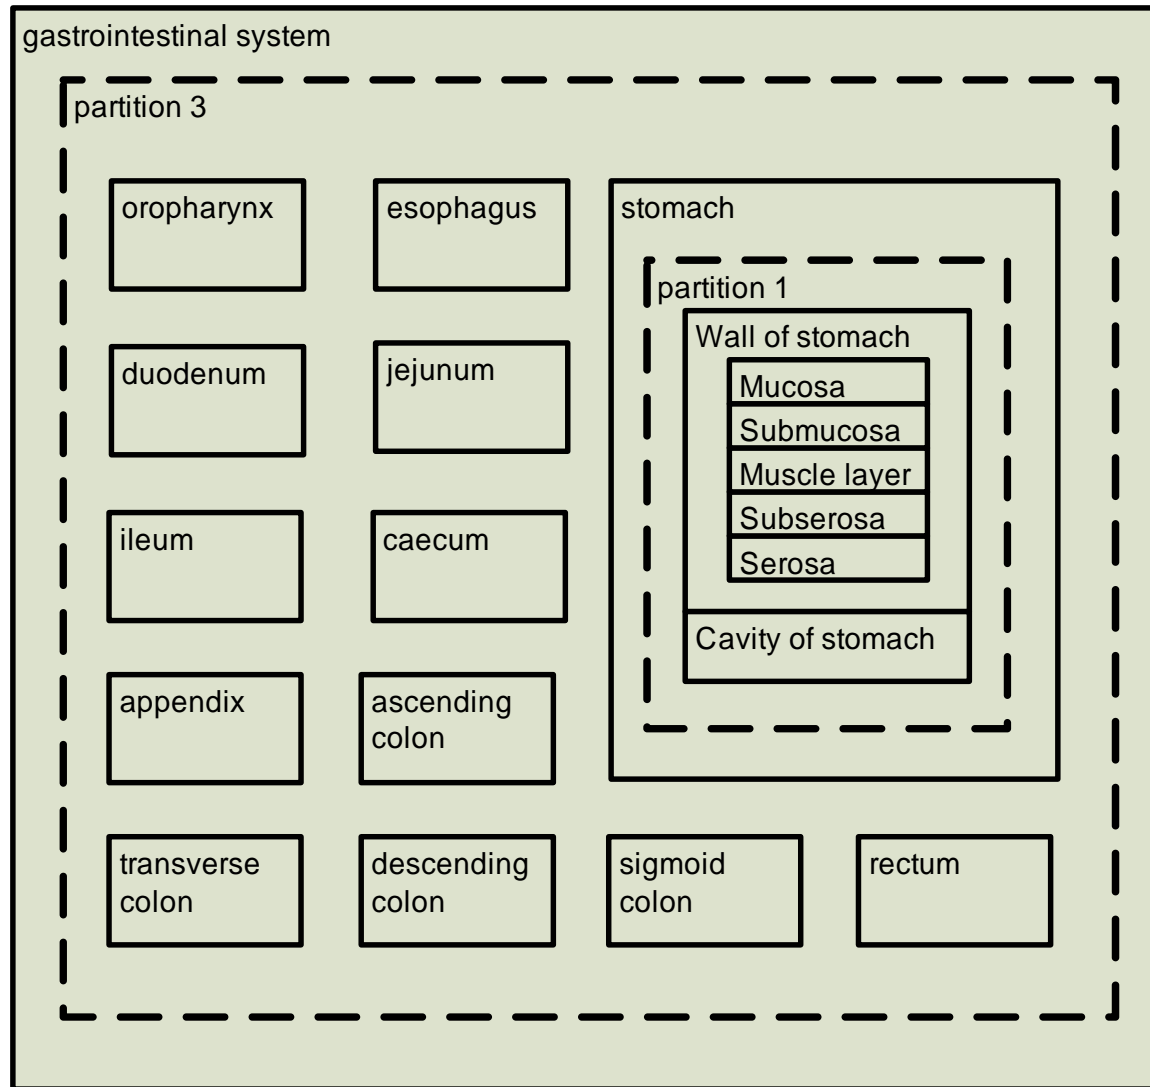 gastrointestinal system
partition 3
oropharynx
esophagus
stomach
partition 1
Wall of stomach
Mucosa
Submucosa
Muscle layer
Subserosa
Serosa
Cavity of stomach
duodenum
jejunum
ileum
caecum
appendix
ascending
colon
transverse
colon
descending
colon
sigmoid
colon
rectum